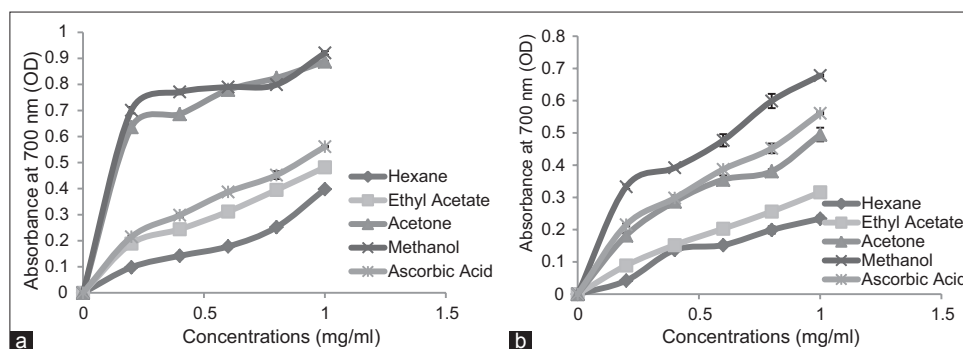 Absorbance at 700 nm (OD)
1
0.9
0.8
0.7
0.6
0.5
0.4
0.3
0.2
0.1
0
0
0.5
1
1.5
Concentrations (mg/ml)
Hexane
Ethyl Acetate
Acetone
Methanol
Ascorbic Acid
a
Absorbance at 700 nm (OD)
0.8
0.7
0.6
0.5
0.4
0.3
0.2
0.1
0
0
0.5
1
1.5
Concentrations (mg/ml)
Hexane
Ethyl Acetate
Acetone
Methanol
Ascorbic Acid
b